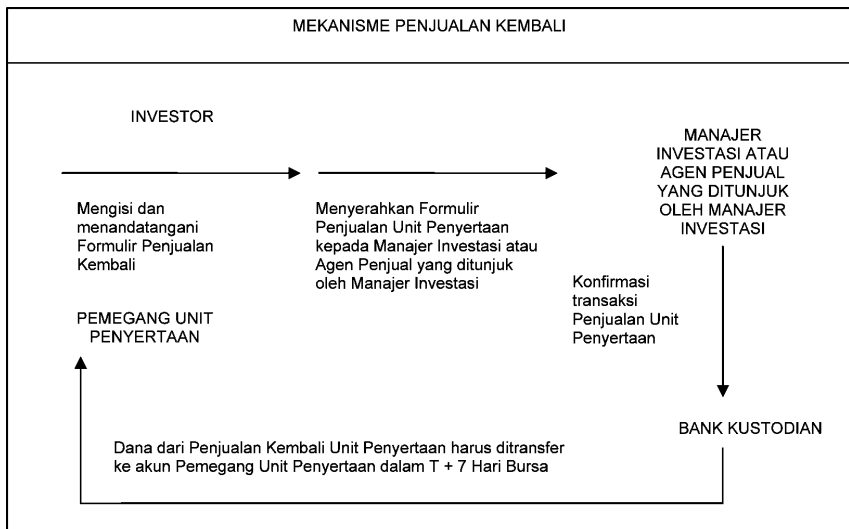 MEKANISME PENJUALAN KEMBALI
INVESTOR
MANAJER
INVESTASI ATAU
AGEN PENJUAL
YANG DITUNJUK
OLEH MANAJER
INVESTASI
Mengisi dan
menandatangani
Formulir Penjualan
Kembali
Menyerahkan Formulir
Penjualan Unit Penyertaan
kepada Manajer Investasi atau
Agen Penjual yang ditunjuk
oleh Manajer Investasi
Konfirmasi
transaksi
Penjualan Unit
Penyertaan
PEMEGANG UNIT
PENYERTAAN
BANK KUSTODIAN
Dana dari Penjualan Kembali Unit Penyertaan harus ditransfer
ke akun Pemegang Unit Penyertaan dalam T + 7 Hari Bursa